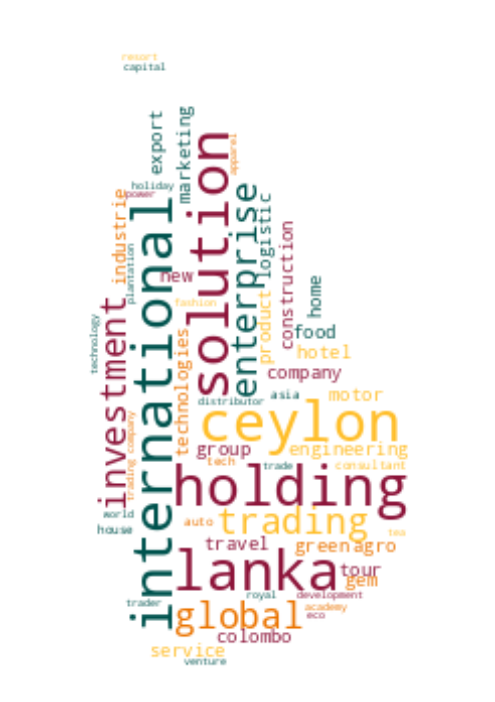 resort
capital
export
marketing
solution
apparel
holiday
power
industrie
international
enterprise
logistic
construction
plantation
new
home
product
fashion
investment
technology
technologies
food
hotel
company
distributor
asia
motor
ceylon
trading company
group
engineering
tech
trade
consultant
holding
world
house
auto
trading
tea
travel
green
agro
lanka
tour
gem
trader
royal
development
global
academy
eco
colombo
service
venture